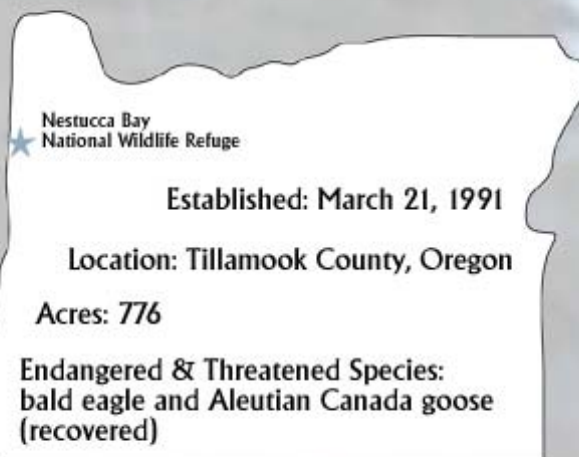 Nestucca Bay
National Wildlife Refuge
Established: March 21, 1991
Location: Tillamook County, Oregon
Acres: 776
Endangered & Threatened Species:
bald eagle and Aleutian Canada goose
(recovered)